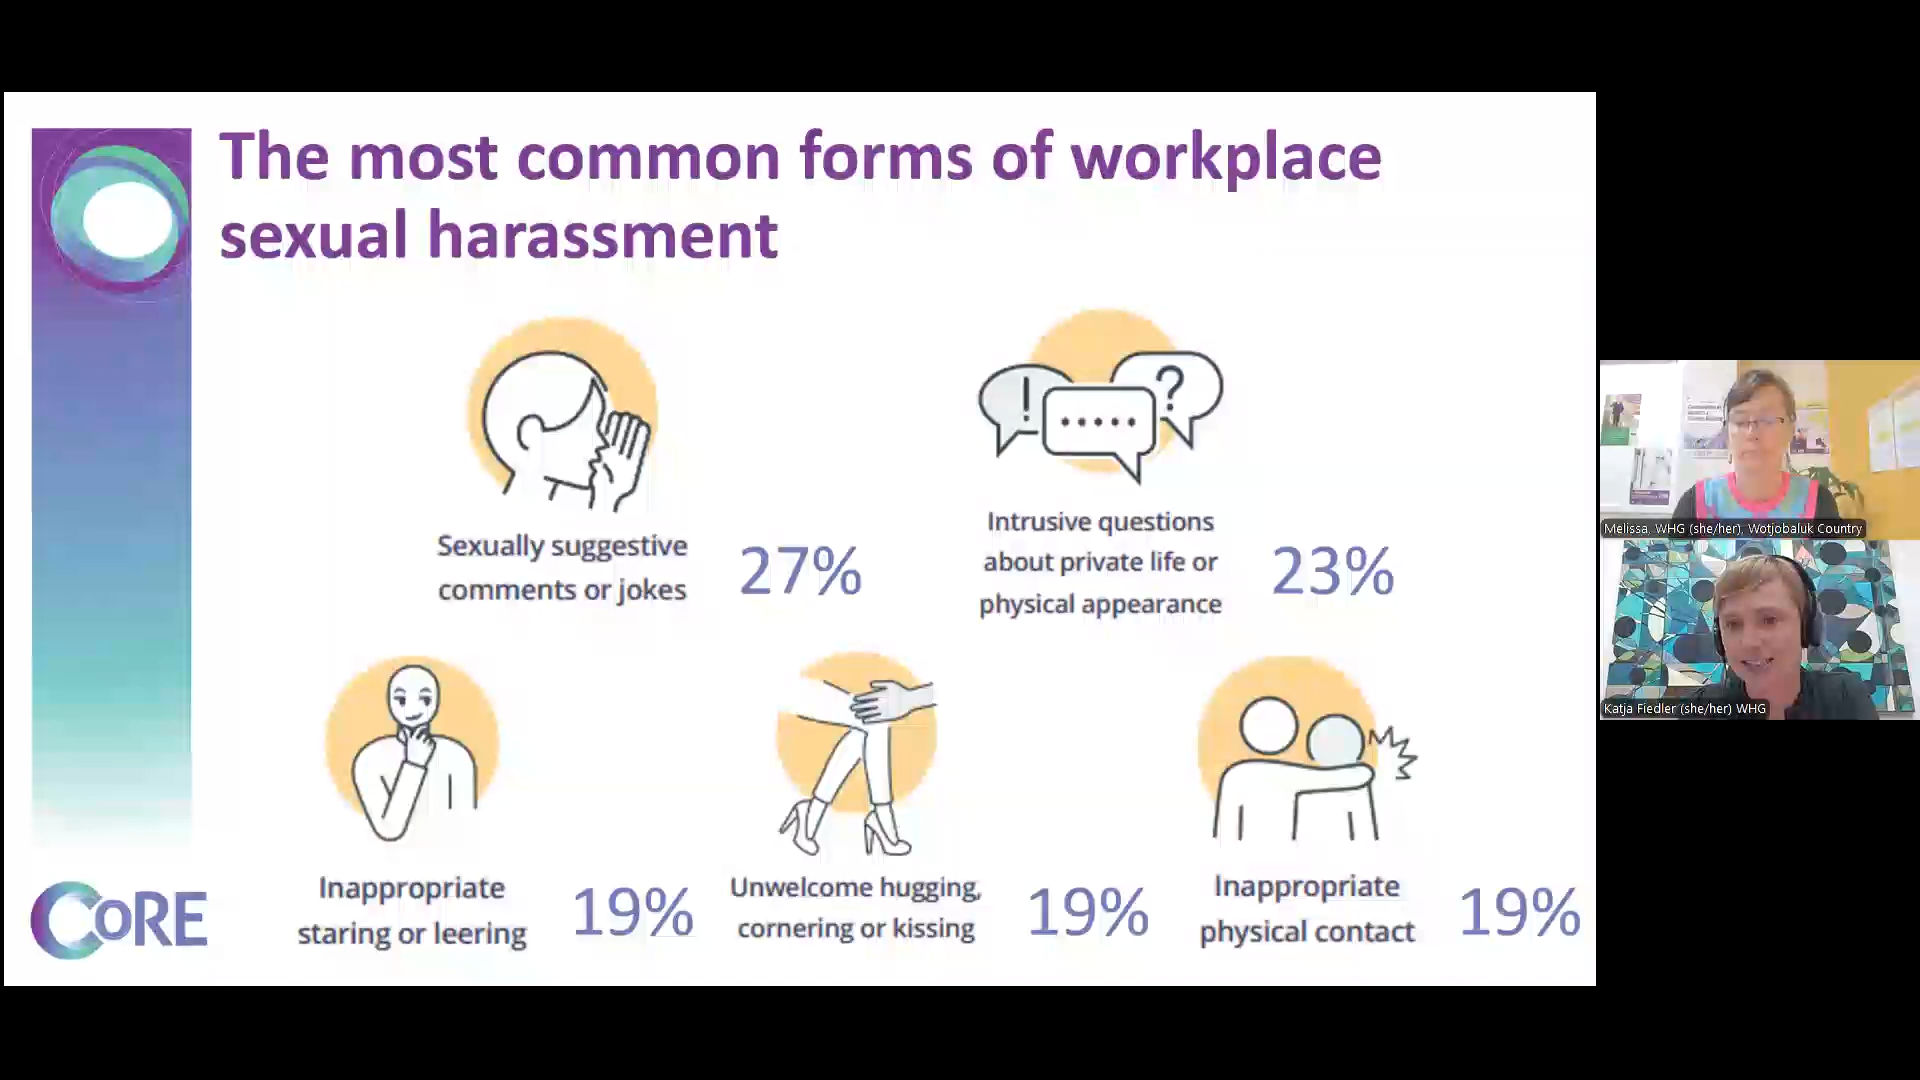 The most common forms of workplace
sexual harassment
!
?
Sexually suggestive
comments or jokes
27%
Intrusive questions
about private life or
physical appearance
23%
Inappropriate
staring or leering
19%
Unwelcome hugging,
cornering or kissing
19%
Inappropriate
physical contact
19%
CoRE
Melissa, WHG (she/her), Wotjobaluk Country
Katja Fiedler (she/her) WHG